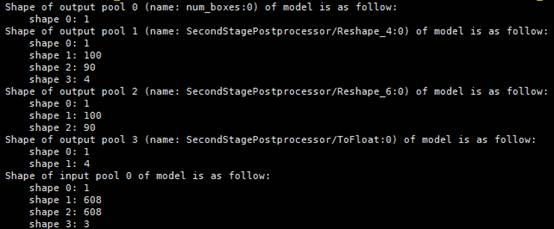 Shape of output pool 0 (name: num_boxes:0) of model is as follow:
shape 0: 1
Shape of output pool 1 (name: SecondStagePostprocessor/Reshape_4:0) of model is as follow:
shape 0: 1
shape 1: 100
shape 2: 90
shape 3: 4
Shape of output pool 2 (name: SecondStagePostprocessor/Reshape_6:0) of model is as follow:
shape 0: 1
shape 1: 100
shape 2: 90
Shape of output pool 3 (name: SecondStagePostprocessor/ToFloat:0) of model is as follow:
shape 0: 1
shape 1: 4
Shape of input pool 0 of model is as follow:
shape 0: 1
shape 1: 608
shape 2: 608
shape 3: 3